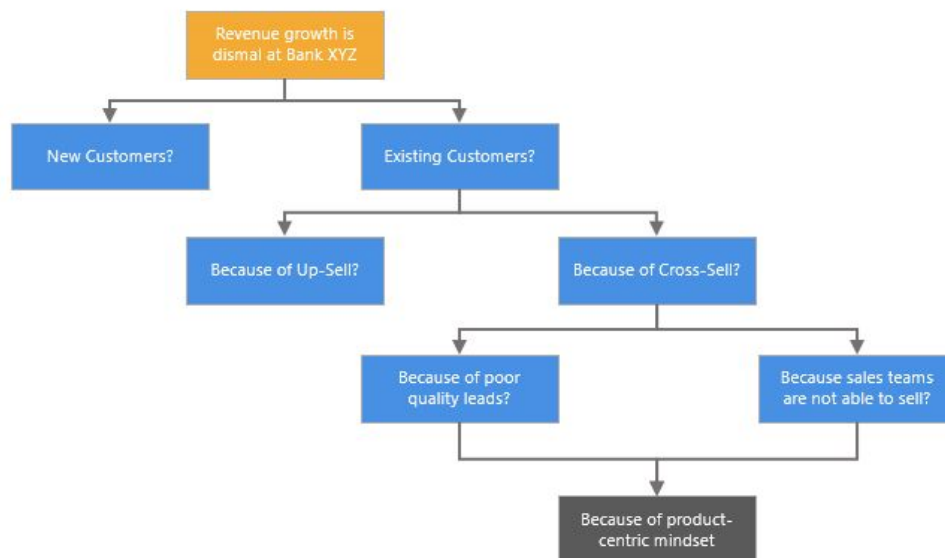 Revenue growth is
dismal at Bank XYZ
New Customers?
Existing Customers?
Because of Up-Sell?
Because of Cross-Sell?
Because of poor
quality leads?
Because sales teams
are not able to sell?
Because of product-
centric mindset